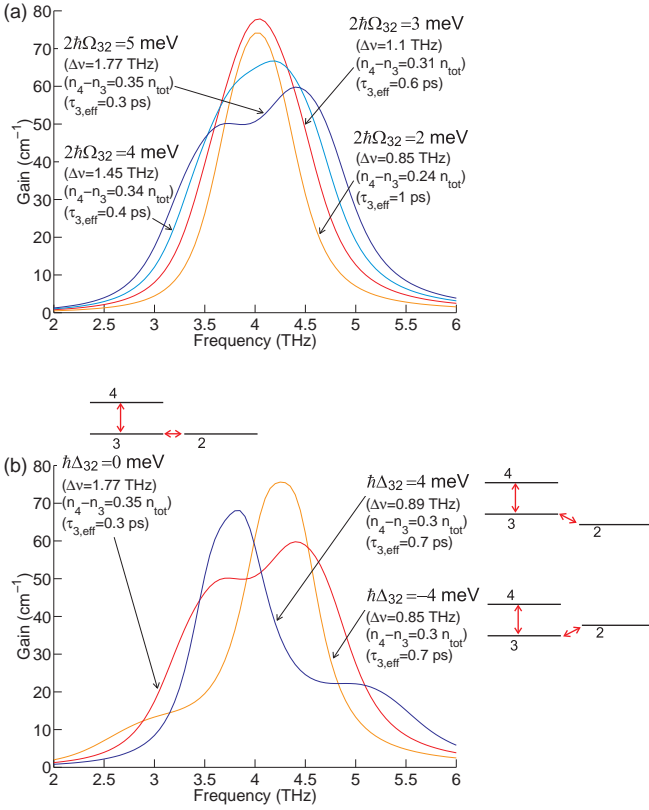 (a)
2ħΩ32=5 meV
(Δν=1.77 THz)
(n4−n3=0.35 ntot)
(τ3,eff=0.3 ps)
2ħΩ32=3 meV
(Δν=1.1 THz)
(n4−n3=0.31 ntot)
(τ3,eff=0.6 ps)
2ħΩ32=4 meV
(Δν=1.45 THz)
(n4−n3=0.34 ntot)
(τ3,eff=0.4 ps)
2ħΩ32=2 meV
(Δν=0.85 THz)
(n4−n3=0.24 ntot)
(τ3,eff=1 ps)
Gain (cm−1)
80
70
60
50
40
30
20
10
0
2 2.5 3 3.5 4 4.5 5 5.5 6
Frequency (THz)
4
3 2
(b)
ħΔ32=0 meV
(Δν=1.77 THz)
(n4−n3=0.35 ntot)
(τ3,eff=0.3 ps)
ħΔ32=4 meV
(Δν=0.89 THz)
(n4−n3=0.3 ntot)
(τ3,eff=0.7 ps)
4
3
2
ħΔ32=−4 meV
(Δν=0.85 THz)
(n4−n3=0.3 ntot)
(τ3,eff=0.7 ps)
4
2
3
Gain (cm−1)
80
70
60
50
40
30
20
10
0
2 2.5 3 3.5 4 4.5 5 5.5 6
Frequency (THz)